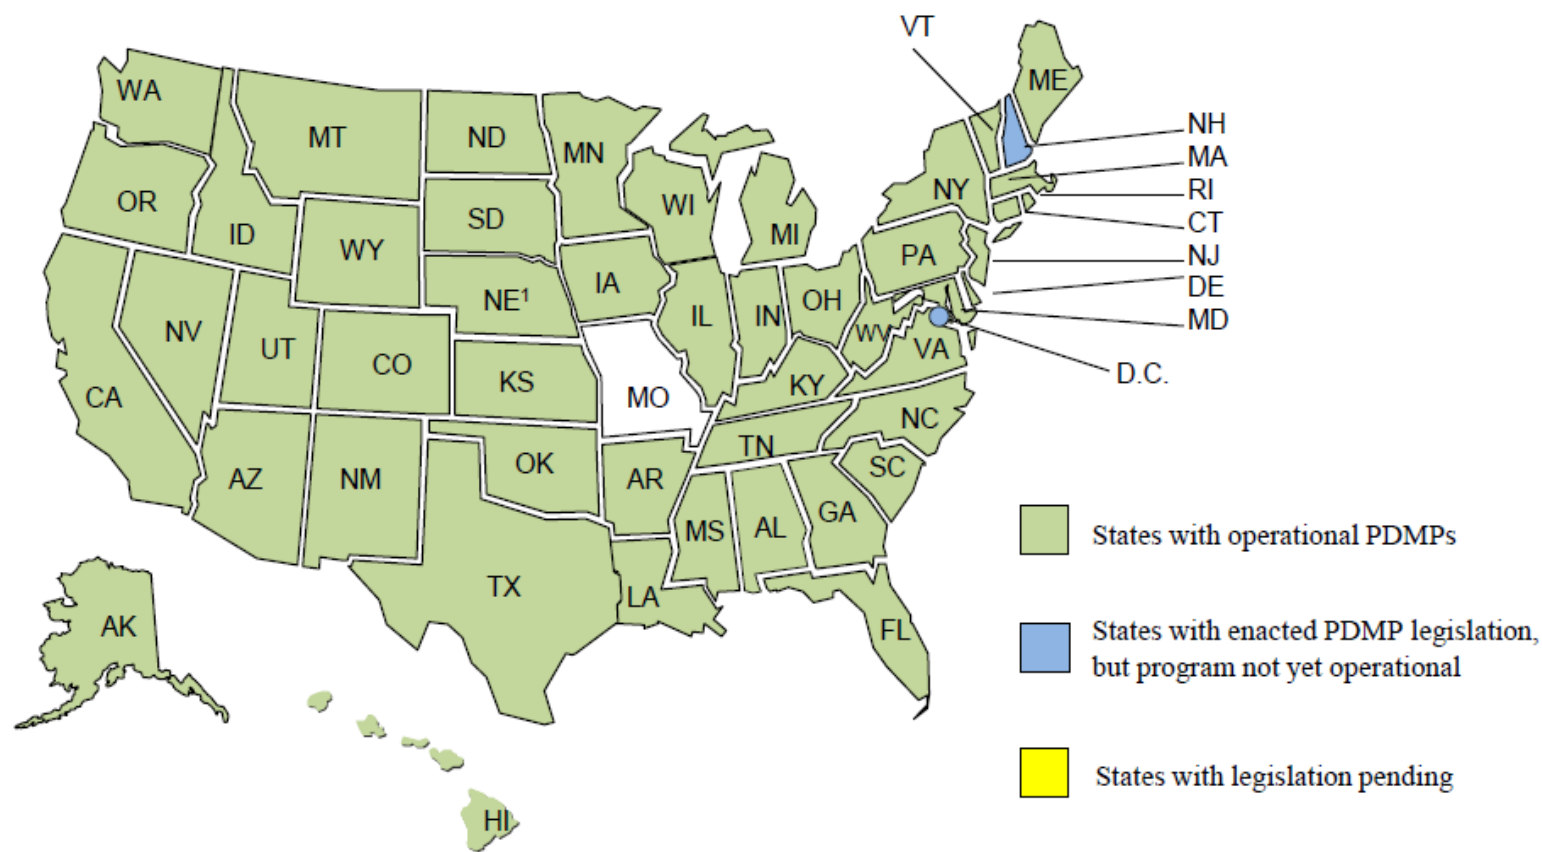 VT
ME
WA
MT
ND
MN
NH
MA
OR
ID
WY
SD
WI
MI
NY
RI
CT
PA
NJ
NE¹
IA
IL
IN
OH
DE
MD
NV
UT
CO
KS
MO
KY
WV
VA
D.C.
CA
AZ
NM
OK
AR
TN
NC
SC
MS
AL
GA
States with operational PDMPs
TX
LA
FL
AK
States with enacted PDMP legislation,
but program not yet operational
States with legislation pending
HI